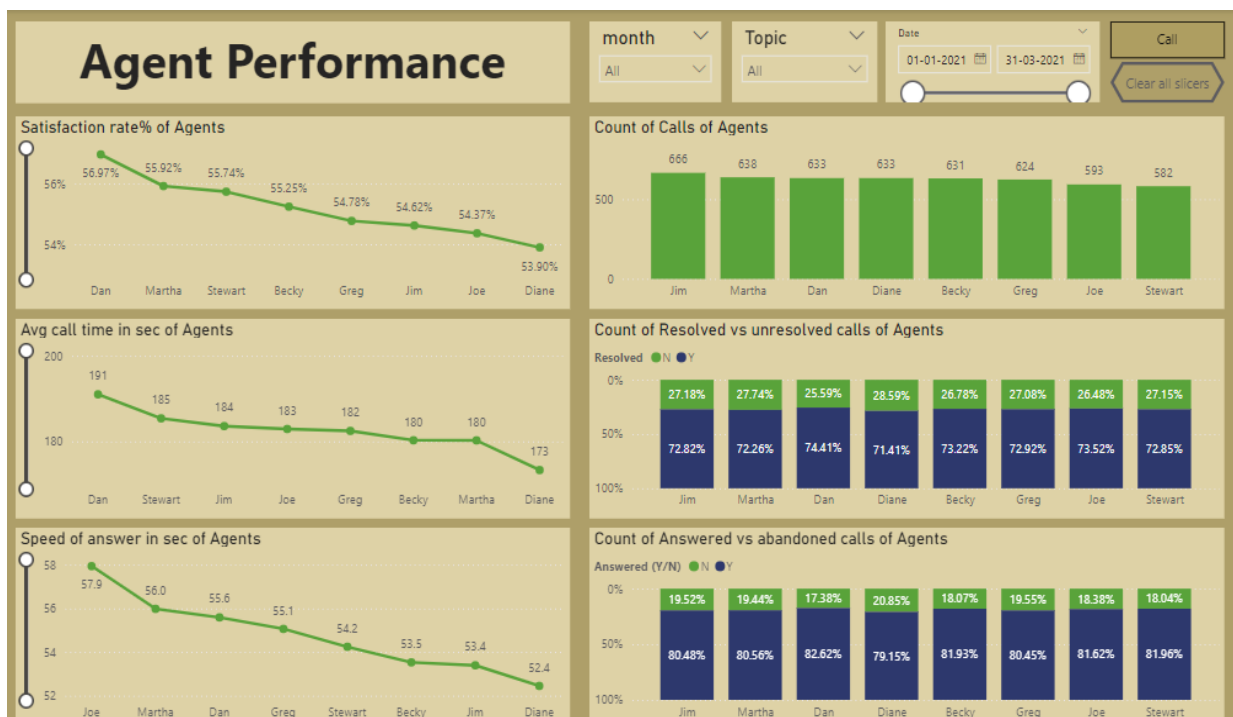 Agent Performance
month
All
Topic
All
Date
01-01-2021 31-03-2021
Call
Clear all slicers
Satisfaction rate% of Agents
56%
54%
56.97% 55.92% 55.74% 55.25% 54.78% 54.62% 54.37% 53.90%
Dan Martha Stewart Becky Greg Jim Joe Diane
Count of Calls of Agents
500
0
666 638 633 633 631 624 593 582
Jim Martha Dan Diane Becky Greg Joe Stewart
Avg call time in sec of Agents
200
180
191 185 184 183 182 180 180 173
Dan Stewart Jim Joe Greg Becky Martha Diane
Count of Resolved vs unresolved calls of Agents
Resolved N Y
0%
50%
100%
27.18% 27.74% 25.59% 28.59% 26.78% 27.08% 26.48% 27.15%
72.82% 72.26% 74.41% 71.41% 73.22% 72.92% 73.52% 72.85%
Jim Martha Dan Diane Becky Greg Joe Stewart
Speed of answer in sec of Agents
58
56
54
52
57.9 56.0 55.6 55.1 54.2 53.5 53.4 52.4
Joe Martha Dan Greg Stewart Becky Jim Diane
Count of Answered vs abandoned calls of Agents
Answered (Y/N) N Y
0%
50%
100%
19.52% 19.44% 17.38% 20.85% 18.07% 19.55% 18.38% 18.04%
80.48% 80.56% 82.62% 79.15% 81.93% 80.45% 81.62% 81.96%
Jim Martha Dan Diane Becky Greg Joe Stewart